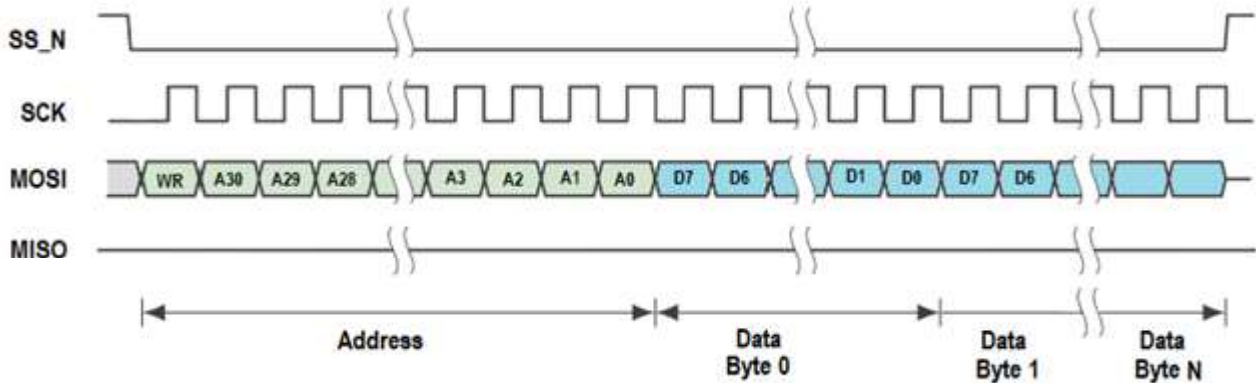 SS_N
SCK
MOSI WR A30 A29 A28 A3 A2 A1 A0 D7 D6 D1 D0 D7 D6
MISO
Address Data Data Data
Byte 0 Byte 1 Byte N